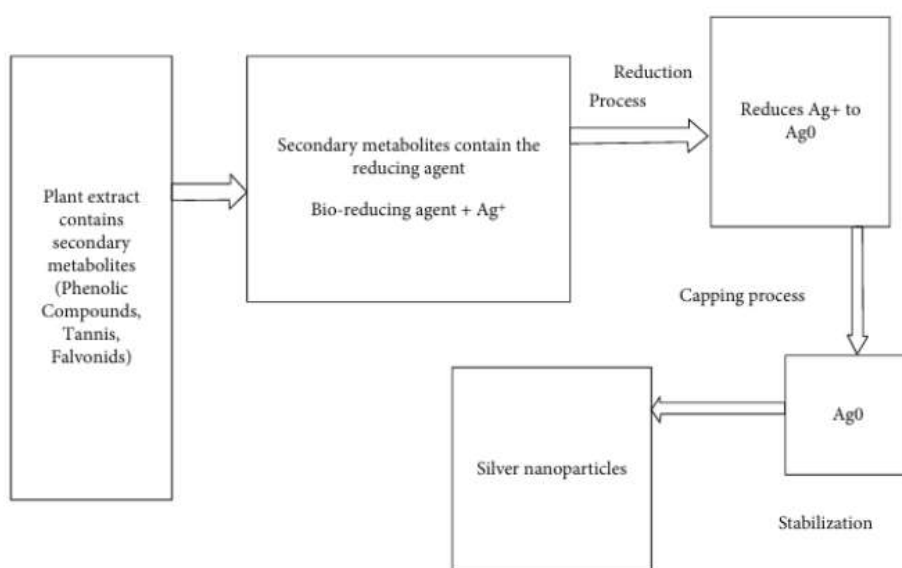 Plant extract
contains
secondary
metabolites
(Phenolic
Compounds,
Tannis,
Falvonids)
Secondary metabolites contain the
reducing agent
Bio-reducing agent + Ag⁺
Reduction
Process
Reduces Ag+ to
Ag0
Capping process
Ag0
Stabilization
Silver nanoparticles